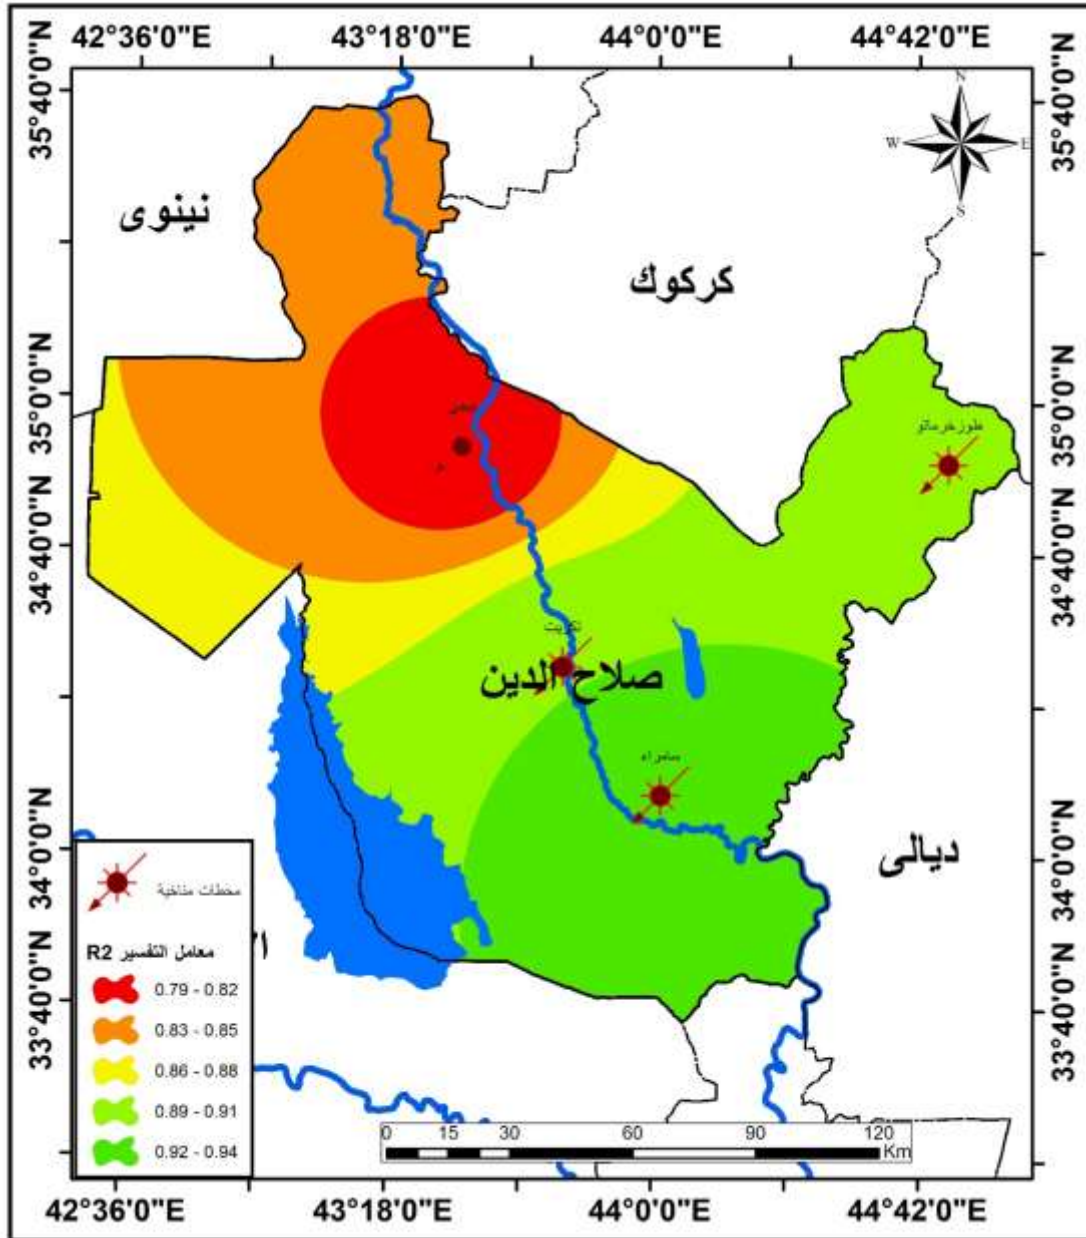 42°36'0"E 43°18'0"E 44°0'0"E 44°42'0"E
35°40'0"N
35°0'0"N
34°40'0"N
34°0'0"N
33°40'0"N
35°40'0"N
35°0'0"N
34°40'0"N
34°0'0"N
33°40'0"N
N
W E
S
نينوى
كركوك
طوزخرماتو
تكريت
صلاح الدين
سامراء
ديالى
محطات مناخية
معامل التفسير R2
0.79 - 0.82
0.83 - 0.85
0.86 - 0.88
0.89 - 0.91
0.92 - 0.94
0 15 30 60 90 120
Km
42°36'0"E 43°18'0"E 44°0'0"E 44°42'0"E